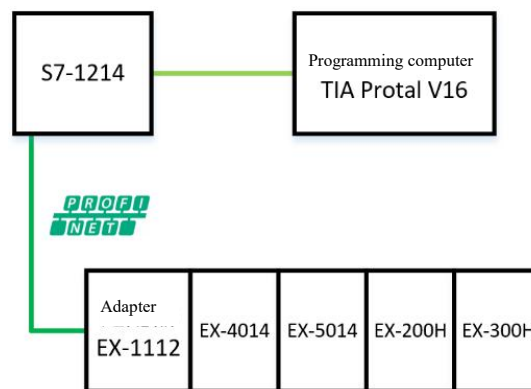 S7-1214
Programming computer
TIA Protal V16
PROFI
NET
Adapter
EX-1112
EX-4014
EX-5014
EX-200H
EX-300H